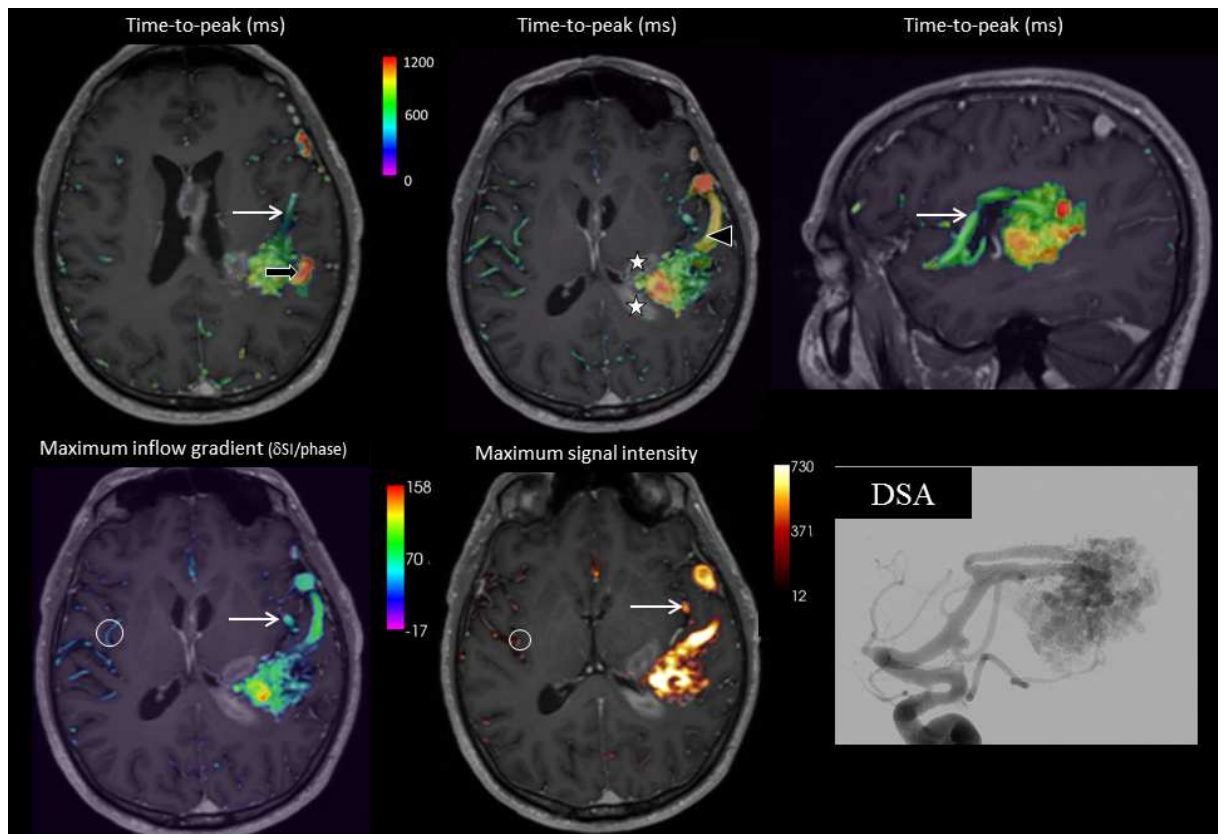 Time-to-peak (ms)
Time-to-peak (ms)
Time-to-peak (ms)
1200
600
0
Maximum inflow gradient (δSI/phase)
Maximum signal intensity
158
70
-17
730
371
12
DSA